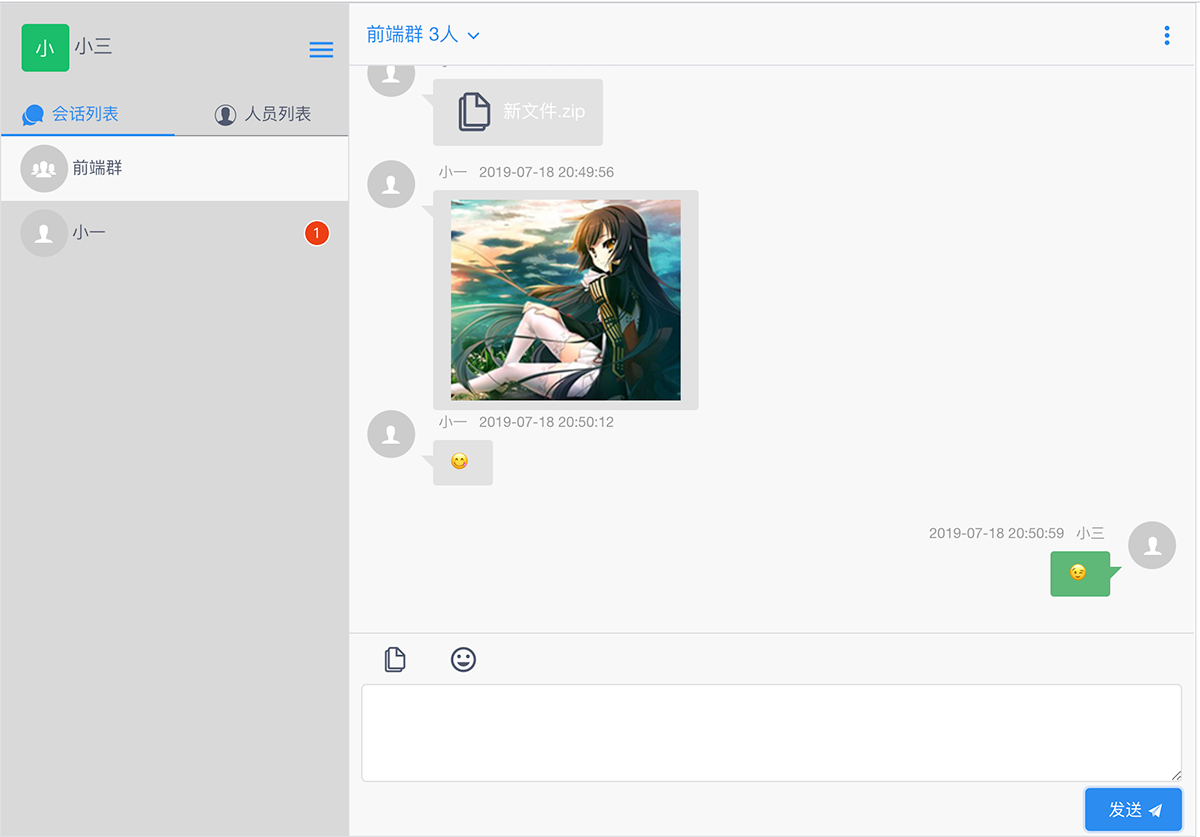 小
小三
会话列表
人员列表
前端群
小一
1
前端群 3人
新文件.zip
小一 2019-07-18 20:49:56
小一 2019-07-18 20:50:12
2019-07-18 20:50:59 小三
发送